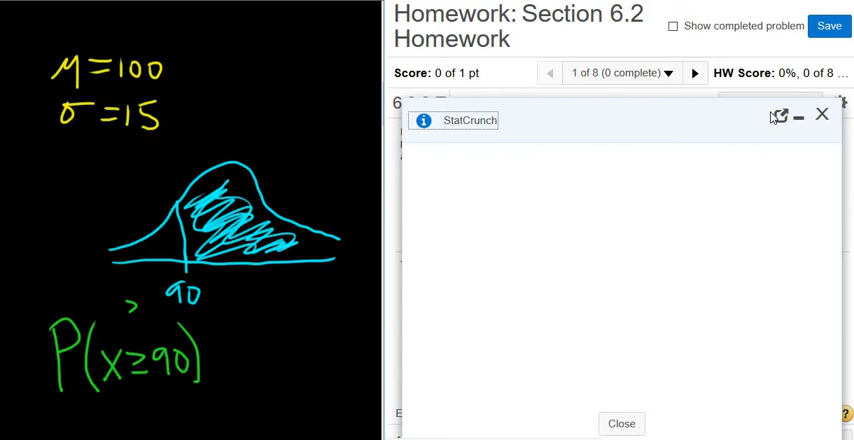 μ = 100
σ = 15
90
>
P(x ≥ 90)
Homework: Section 6.2
Homework
Show completed problem
Save
Score: 0 of 1 pt
1 of 8 (0 complete)
HW Score: 0%, 0 of 8 ...
StatCrunch
Close
?